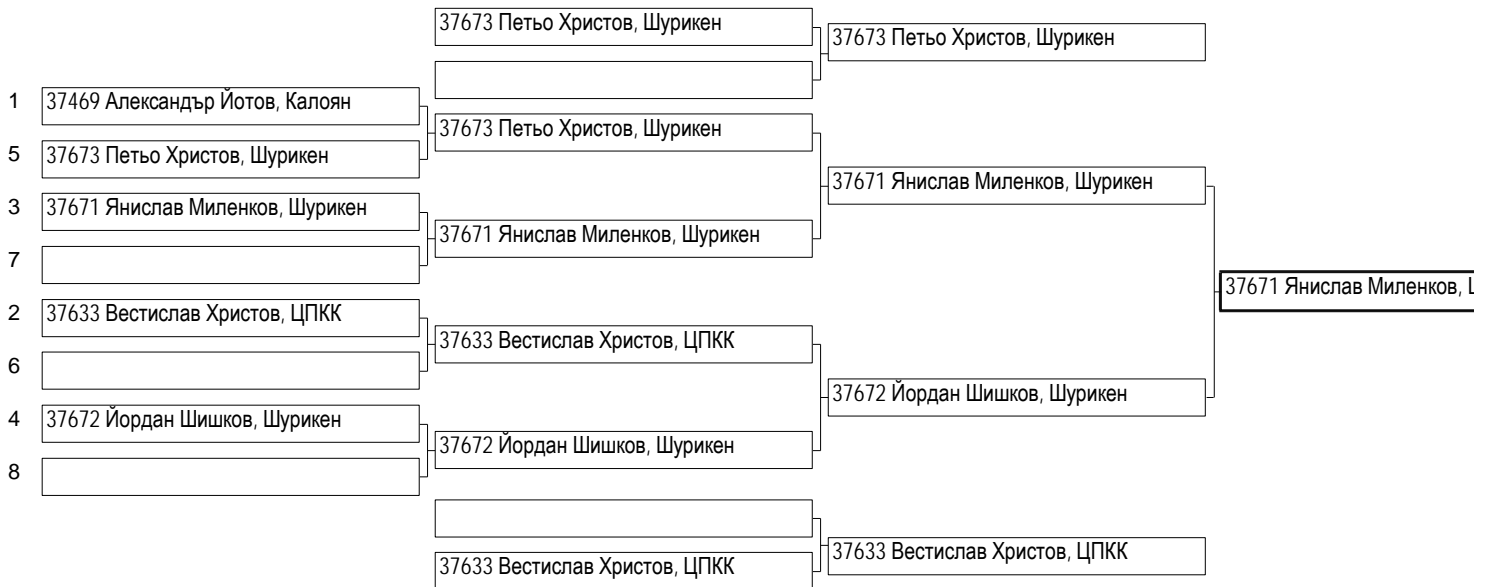 37673 Петьо Христов, Шурикен
37673 Петьо Христов, Шурикен
1 37469 Александър Йотов, Калоян
37673 Петьо Христов, Шурикен
5 37673 Петьо Христов, Шурикен
37671 Янислав Миленков, Шурикен
3 37671 Янислав Миленков, Шурикен
37671 Янислав Миленков, Шурикен
7
37671 Янислав Миленков,
2 37633 Вестислав Христов, ЦПКК
37633 Вестислав Христов, ЦПКК
6
37672 Йордан Шишков, Шурикен
4 37672 Йордан Шишков, Шурикен
37672 Йордан Шишков, Шурикен
8
37633 Вестислав Христов, ЦПКК
37633 Вестислав Христов, ЦПКК